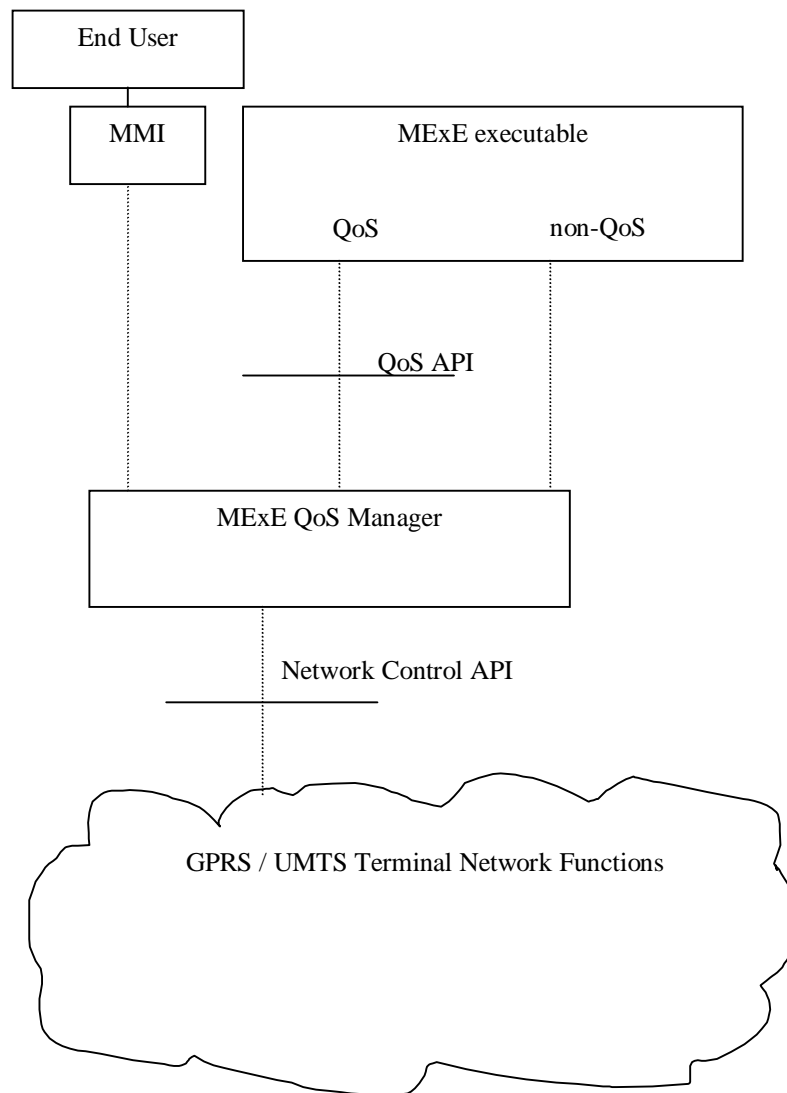 End User
MMI
MExE executable
QoS
non-QoS
QoS API
MExE QoS Manager
Network Control API
GPRS / UMTS Terminal Network Functions